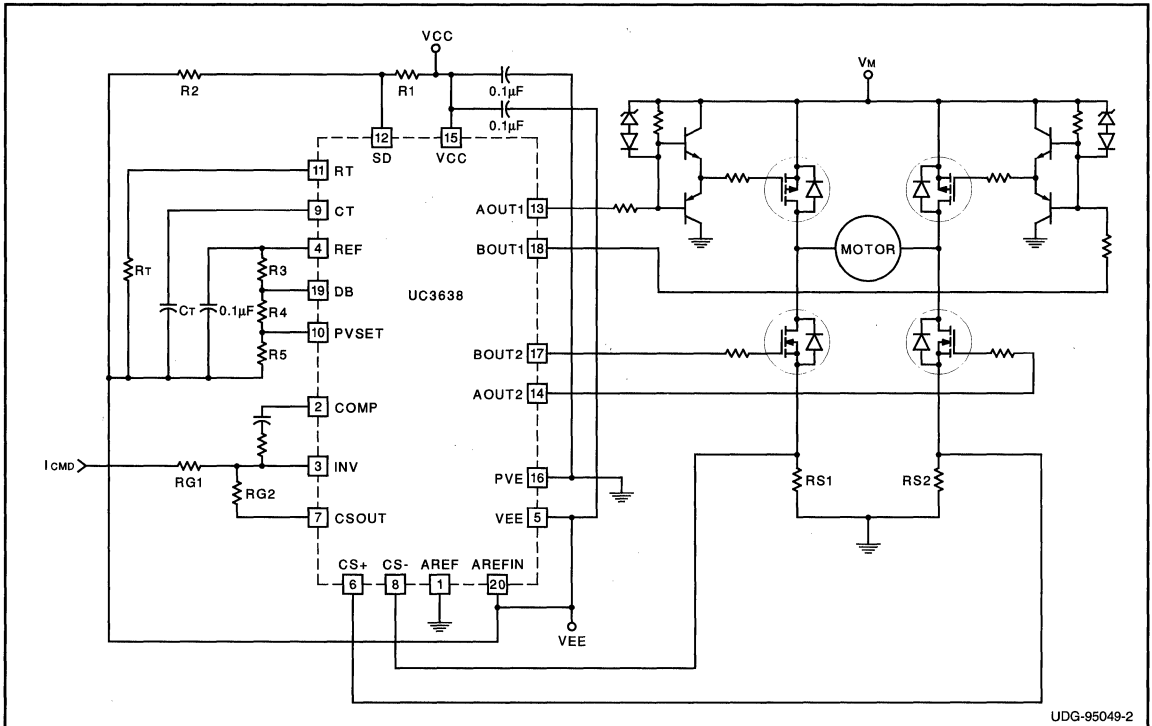 VCC
VM
R2
R1
0.1µF
0.1µF
12
SD
15
VCC
11 RT
9 CT
4 REF
19 DB
10 PVSET
2 COMP
3 INV
7 CSOUT
RT
CT
0.1µF
R3
R4
R5
ICMD
RG1
RG2
UC3638
AOUT1 13
BOUT1 18
BOUT2 17
AOUT2 14
PVE 16
VEE 5
CS+ CS- AREF AREFIN
6 8 1 20
VEE
MOTOR
RS1
RS2
UDG-95049-2